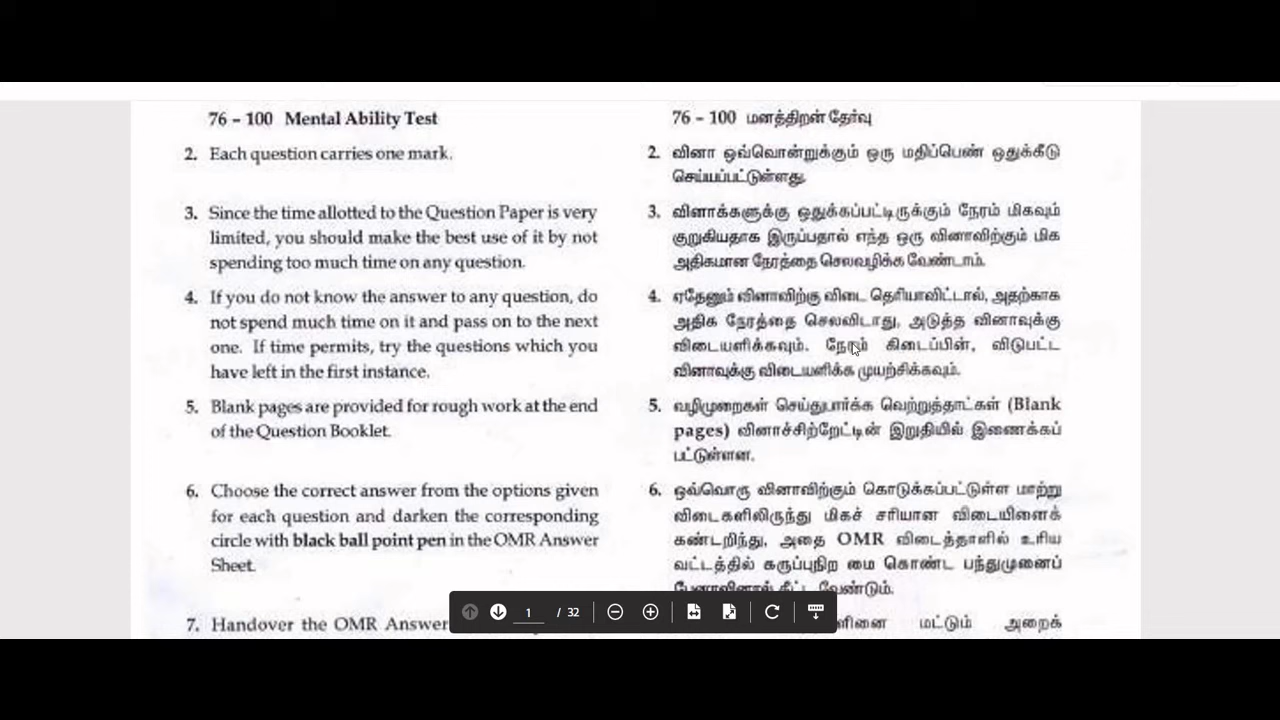 76 – 100 Mental Ability Test
2. Each question carries one mark.
3. Since the time allotted to the Question Paper is very
limited, you should make the best use of it by not
spending too much time on any question.
4. If you do not know the answer to any question, do
not spend much time on it and pass on to the next
one. If time permits, try the questions which you
have left in the first instance.
5. Blank pages are provided for rough work at the end
of the Question Booklet.
6. Choose the correct answer from the options given
for each question and darken the corresponding
circle with black ball point pen in the OMR Answer
Sheet.
7. Handover the OMR Answer
76 – 100 மனத்திறன் தேர்வு
2. வினா ஒவ்வொன்றுக்கும் ஒரு மதிப்பெண் ஒதுக்கீடு
செய்யப்பட்டுள்ளது.
3. வினாக்களுக்கு ஒதுக்கப்பட்டிருக்கும் நேரம் மிகவும்
குறுகியதாக இருப்பதால் எந்த ஒரு வினாவிற்கும் மிக
அதிகமான நேரத்தை செலவழிக்க வேண்டாம்.
4. ஏதேனும் வினாவிற்கு விடை தெரியாவிட்டால், அதற்காக
அதிக நேரத்தை செலவிடாது, அடுத்த வினாவுக்கு
விடையளிக்கவும். நேரம் கிடைப்பின், விடுபட்ட
வினாவுக்கு விடையளிக்க முயற்சிக்கவும்.
5. வழிமுறைகள் செய்துபார்க்க வெற்றுத்தாட்கள் (Blank
pages) வினாச்சிற்றேட்டின் இறுதியில் இணைக்கப்
பட்டுள்ளன.
6. ஒவ்வொரு வினாவிற்கும் கொடுக்கப்பட்டுள்ள மாற்று
விடைகளிலிருந்து மிகச் சரியான விடையினைக்
கண்டறிந்து, அதை OMR விடைத்தாளில் உரிய
வட்டத்தில் கருப்புநிற மை கொண்ட பந்துமுனைப்
வேண்டும்.
மட்டும் அறைக்
1 / 32